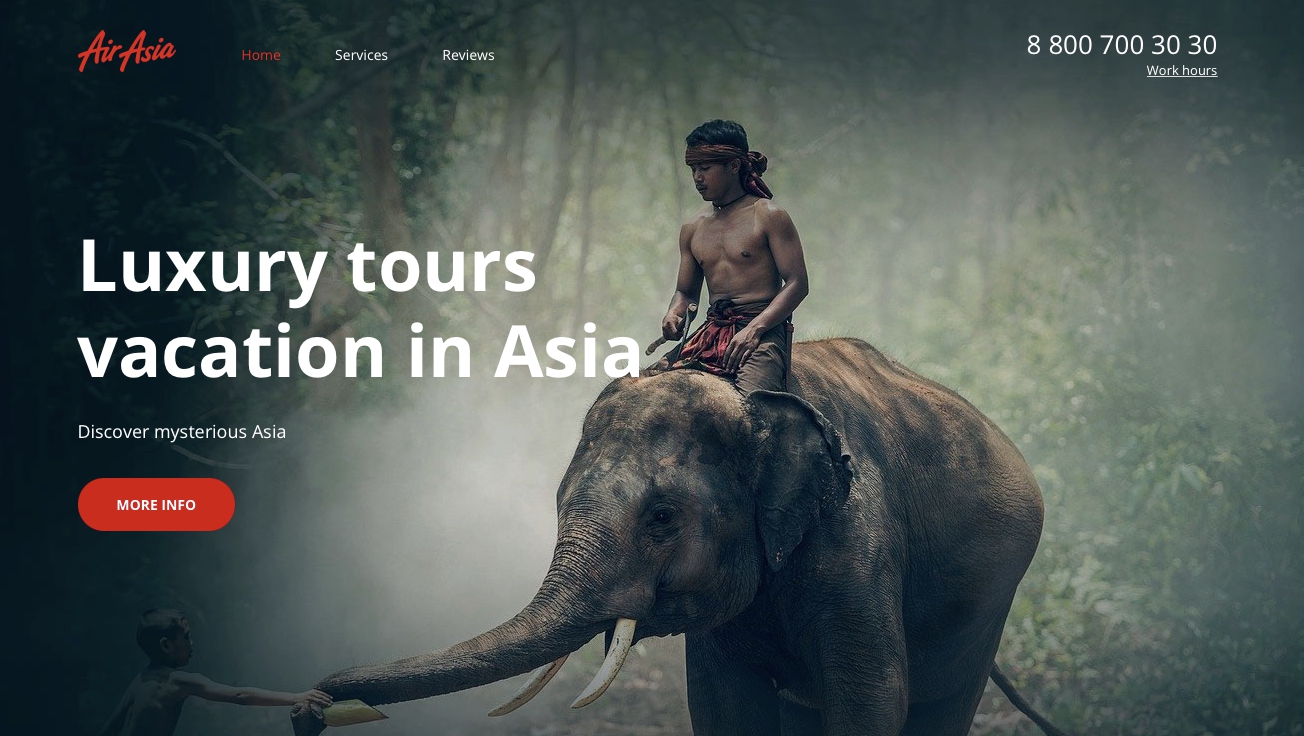 AirAsia
Home
Services
Reviews
8 800 700 30 30
Work hours
Luxury tours
vacation in Asia
Discover mysterious Asia
MORE INFO